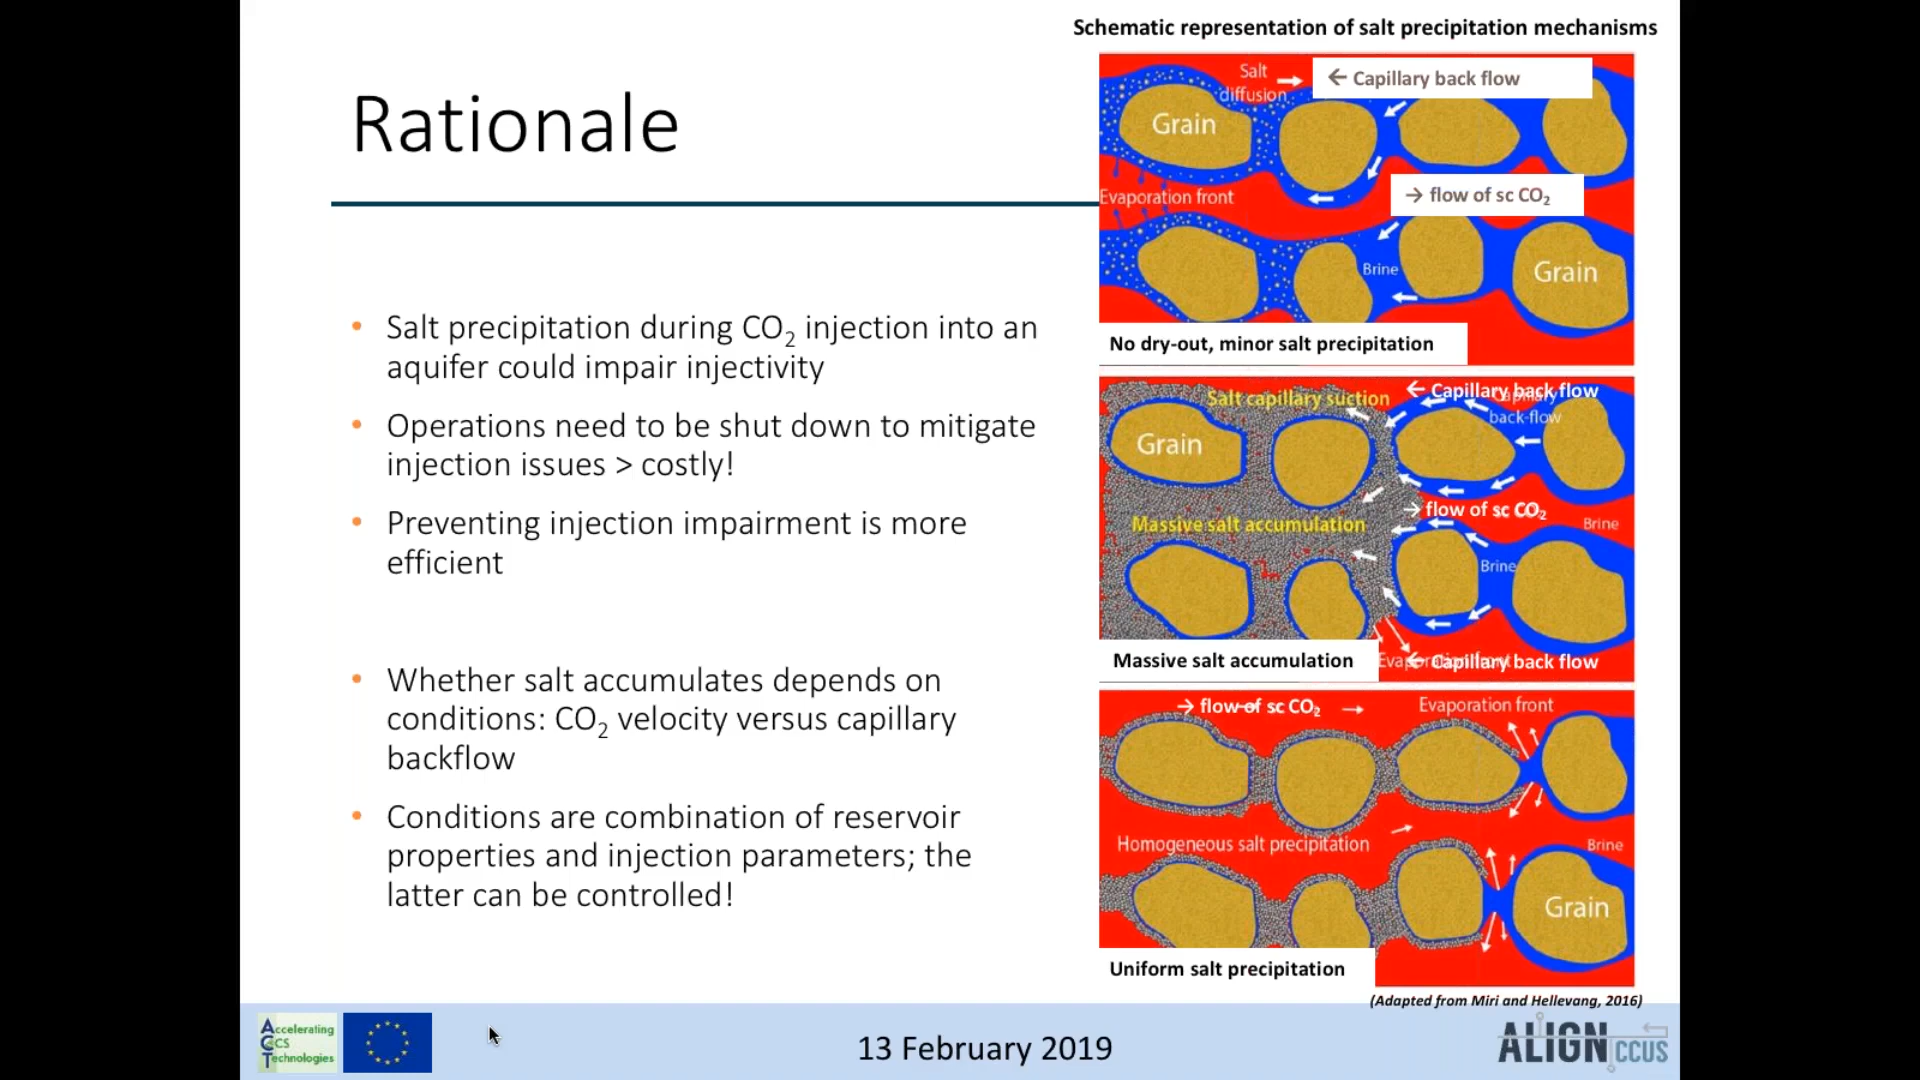 Rationale
• Salt precipitation during CO₂ injection into an
aquifer could impair injectivity
• Operations need to be shut down to mitigate
injection issues > costly!
• Preventing injection impairment is more
efficient
• Whether salt accumulates depends on
conditions: CO₂ velocity versus capillary
backflow
• Conditions are combination of reservoir
properties and injection parameters; the
latter can be controlled!
Schematic representation of salt precipitation mechanisms
Salt
diffusion
← Capillary back flow
Grain
Evaporation front
→ flow of sc CO₂
Brine
Grain
No dry-out, minor salt precipitation
Salt capillary suction
← Capillary back flow
back-flow
Grain
→ flow of sc CO₂
Massive salt accumulation
Brine
Brine
Massive salt accumulation
← Capillary back flow
→ flow of sc CO₂
Evaporation front
Homogeneous salt precipitation
Brine
Grain
Uniform salt precipitation
(Adapted from Miri and Hellevang, 2016)
Accelerating
CCS
Technologies
13 February 2019
ALIGN CCUS